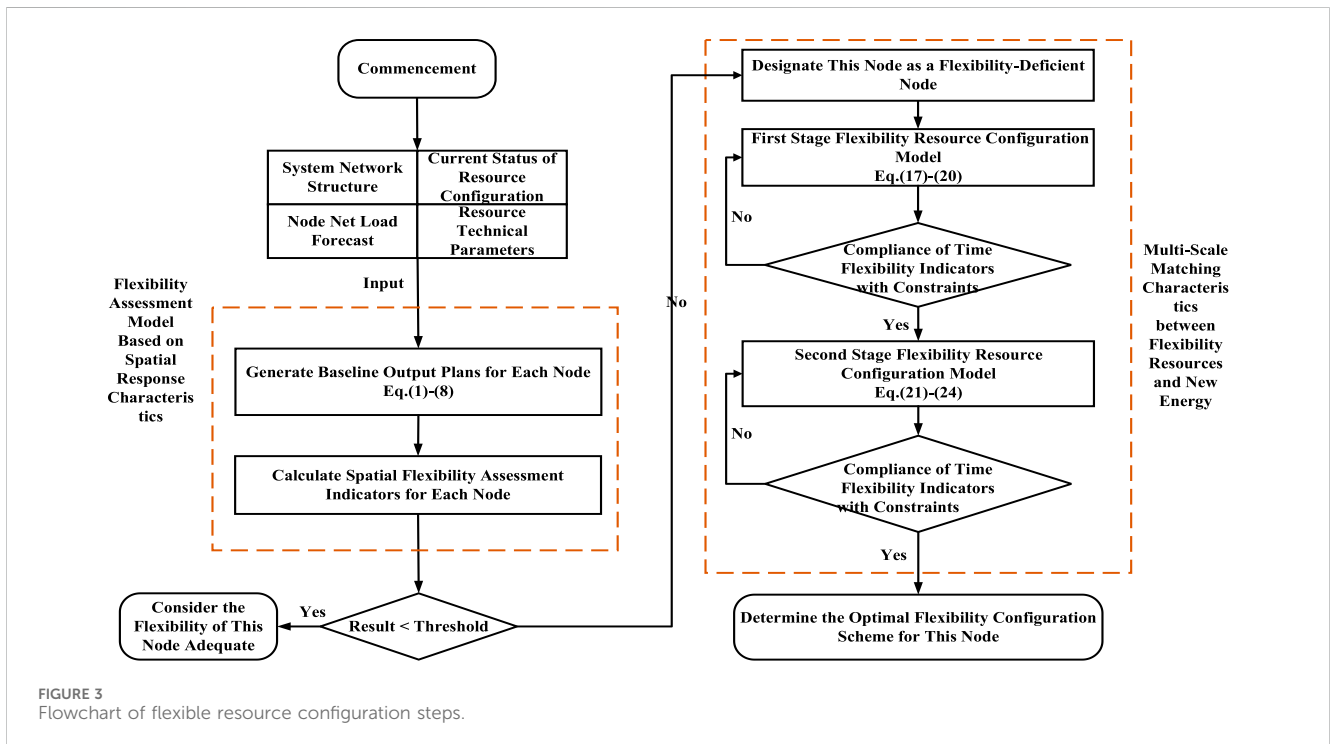 Commencement
System Network
Structure
Current Status of
Resource
Configuration
Node Net Load
Forecast
Resource
Technical
Parameters
Input
Flexibility
Assessment
Model
Based on
Spatial
Response
Characteris
tics
Generate Baseline Output Plans for Each Node
Eq.(1)-(8)
Calculate Spatial Flexibility Assessment
Indicators for Each Node
Result < Threshold
Yes
Consider the
Flexibility of This
Node Adequate
No
Designate This Node as a Flexibility-Deficient
Node
First Stage Flexibility Resource Configuration
Model
Eq.(17)-(20)
No
Compliance of Time
Flexibility Indicators
with Constraints
Yes
Second Stage Flexibility Resource
Configuration Model
Eq.(21)-(24)
No
Compliance of Time
Flexibility Indicators
with Constraints
Yes
Determine the Optimal Flexibility Configuration
Scheme for This Node
Multi-Scale
Matching
Characteris
tics
between
Flexibility
Resources
and New
Energy
FIGURE 3
Flowchart of flexible resource configuration steps.